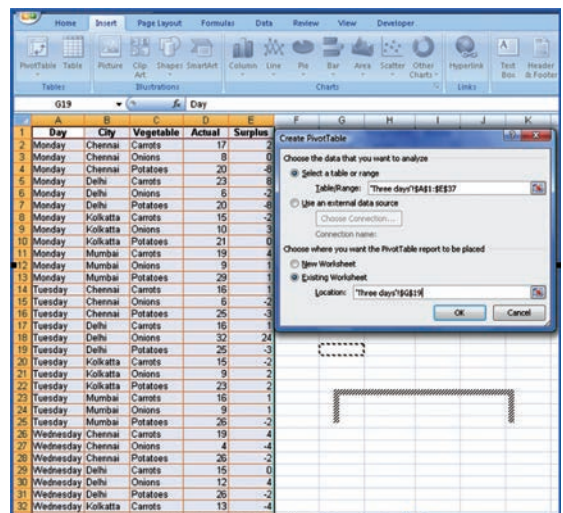 Home Insert Page Layout Formulas Data Review View Developer
PivotTable Table Picture Clip Art Shapes SmartArt Column Line Pie Bar Area Scatter Other Charts Hyperlink Text Box Header & Footer
Tables Illustrations Charts Links
G19 fx Day
A B C D E F G H I J K
1 Day City Vegetable Actual Surplus
2 Monday Chennai Carrots 17 2
3 Monday Chennai Onions 8 0
4 Monday Chennai Potatoes 20 -8
5 Monday Delhi Carrots 23 8
6 Monday Delhi Onions 6 -2
7 Monday Delhi Potatoes 20 -8
8 Monday Kolkatta Carrots 15 -2
9 Monday Kolkatta Onions 10 3
10 Monday Kolkatta Potatoes 21 0
11 Monday Mumbai Carrots 19 4
12 Monday Mumbai Onions 9 1
13 Monday Mumbai Potatoes 29 1
14 Tuesday Chennai Carrots 16 1
15 Tuesday Chennai Onions 6 -2
16 Tuesday Chennai Potatoes 25 -3
17 Tuesday Delhi Carrots 16 1
18 Tuesday Delhi Onions 32 24
19 Tuesday Delhi Potatoes 25 -3
20 Tuesday Kolkatta Carrots 15 -2
21 Tuesday Kolkatta Onions 9 2
22 Tuesday Kolkatta Potatoes 23 2
23 Tuesday Mumbai Carrots 16 1
24 Tuesday Mumbai Onions 9 1
25 Tuesday Mumbai Potatoes 26 -2
26 Wednesday Chennai Carrots 19 4
27 Wednesday Chennai Onions 4 -4
28 Wednesday Chennai Potatoes 26 -2
29 Wednesday Delhi Carrots 15 0
30 Wednesday Delhi Onions 12 4
31 Wednesday Delhi Potatoes 26 -2
32 Wednesday Kolkatta Carrots 13 -4
Create PivotTable
Choose the data that you want to analyze
Select a table or range
Table/Range: 'Three days'!$A$1:$E$37
Use an external data source
Choose Connection...
Connection name:
Choose where you want the PivotTable report to be placed
New Worksheet
Existing Worksheet
Location: 'Three days'!$G$19
OK Cancel